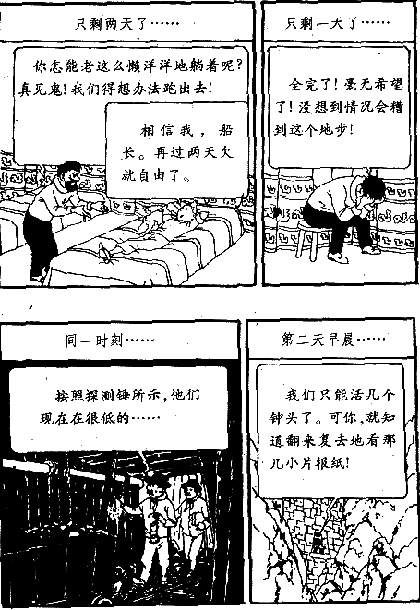 只剩两天了……
你怎能老这么懒洋洋地躺着呢?
真见鬼!我们得想办法跑出去!
相信我，船
长。再过两天又
就自由了。
只剩一天了……
全完了!毫无希望
了!没想到情况会糟
到这个地步!
同一时刻……
按照探测锤所示,他们
现在在很低的……
第二天早晨……
我们只能活几个
钟头了。可你,就知
道翻来复去地看那
几小片报纸!